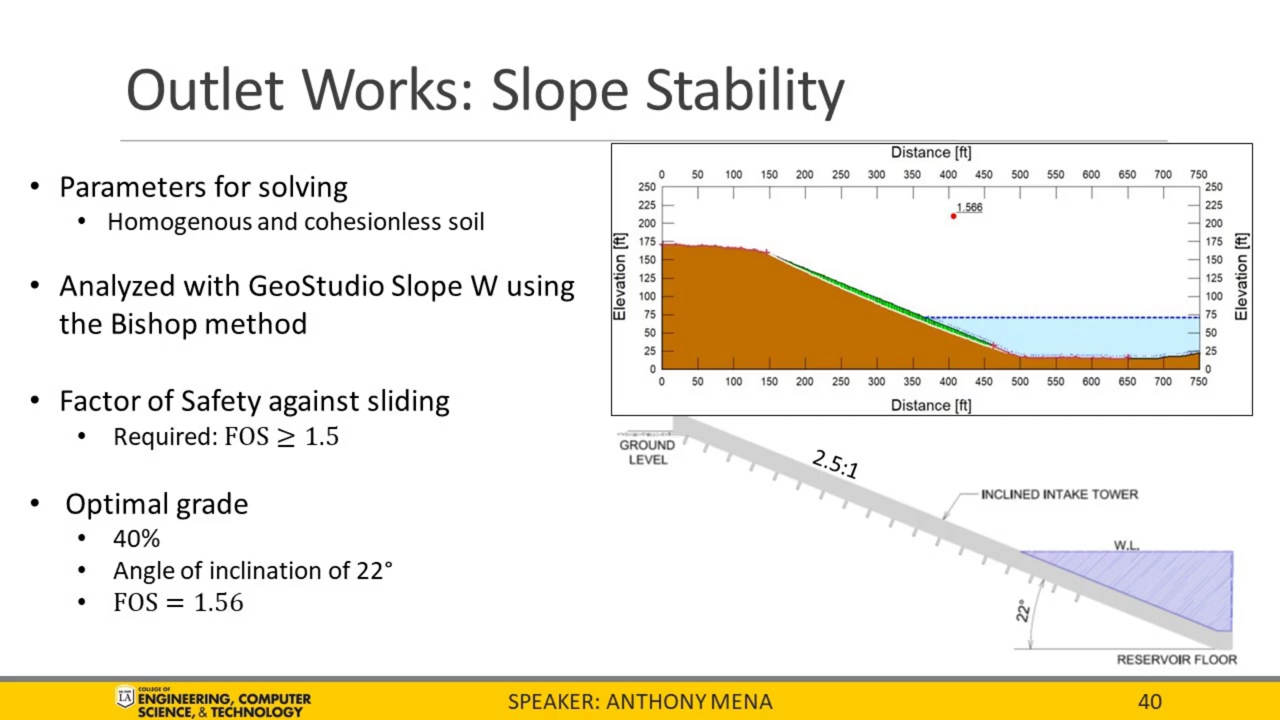 Outlet Works: Slope Stability
• Parameters for solving
• Homogenous and cohesionless soil
• Analyzed with GeoStudio Slope W using
the Bishop method
• Factor of Safety against sliding
• Required: FOS ≥ 1.5
• Optimal grade
• 40%
• Angle of inclination of 22°
• FOS = 1.56
Distance [ft]
0 50 100 150 200 250 300 350 400 450 500 550 600 650 700 750
1.566
Elevation [ft]
250
225
200
175
150
125
100
75
50
25
0
250
225
200
175
150
125
100
75
50
25
0
Elevation [ft]
0 50 100 150 200 250 300 350 400 450 500 550 600 650 700 750
Distance [ft]
GROUND
LEVEL
2.5:1
INCLINED INTAKE TOWER
W.L.
22°
RESERVOIR FLOOR
LA
COLLEGE OF
ENGINEERING, COMPUTER
SCIENCE, & TECHNOLOGY
SPEAKER: ANTHONY MENA
40